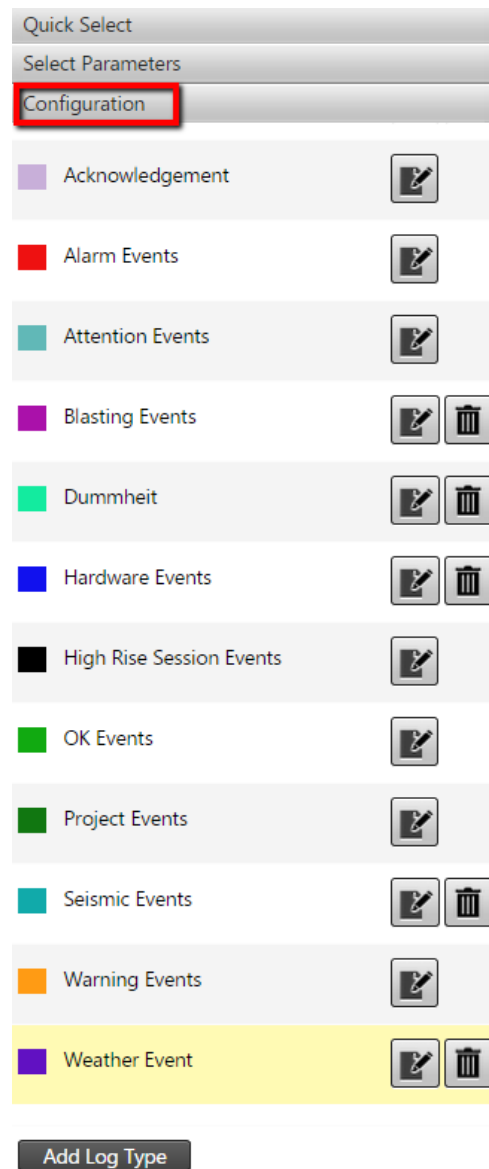 Quick Select
Select Parameters
Configuration
Acknowledgement
Alarm Events
Attention Events
Blasting Events
Dummheit
Hardware Events
High Rise Session Events
OK Events
Project Events
Seismic Events
Warning Events
Weather Event
Add Log Type